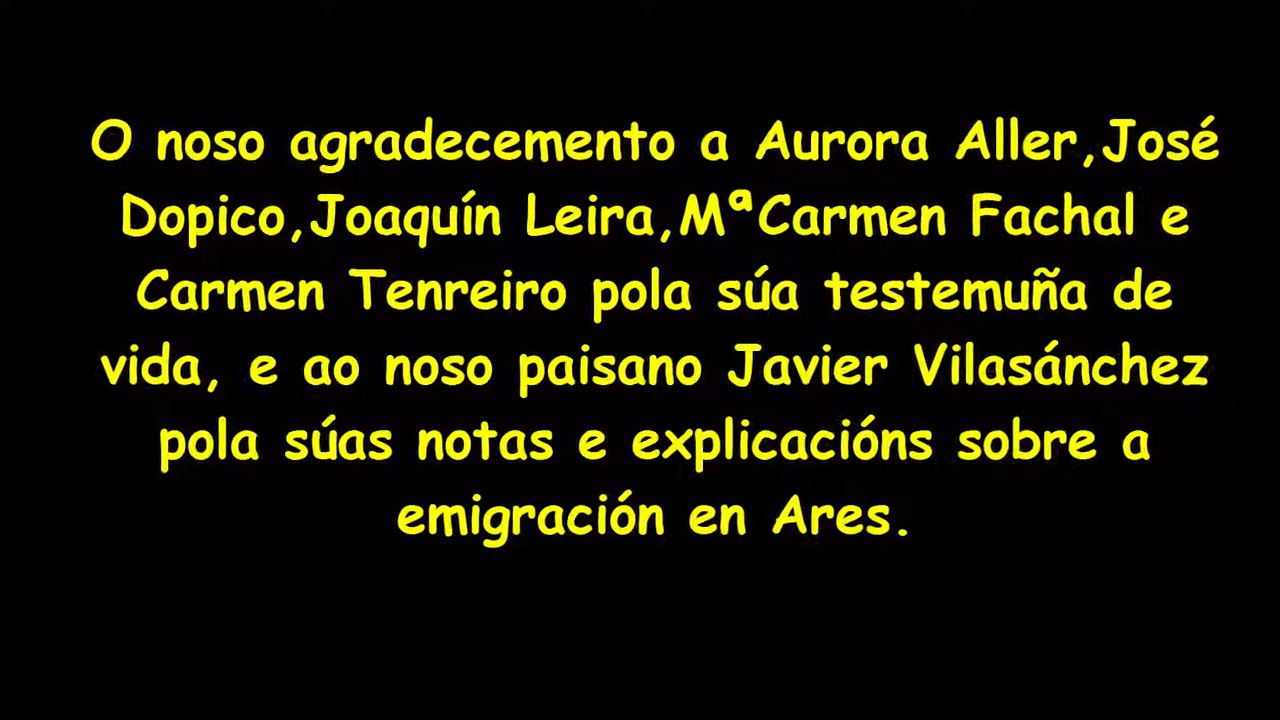 O noso agradecemento a Aurora Aller,José
Dopico,Joaquín Leira,MªCarmen Fachal e
Carmen Tenreiro pola súa testemuña de
vida, e ao noso paisano Javier Vilasánchez
pola súas notas e explicacións sobre a
emigración en Ares.